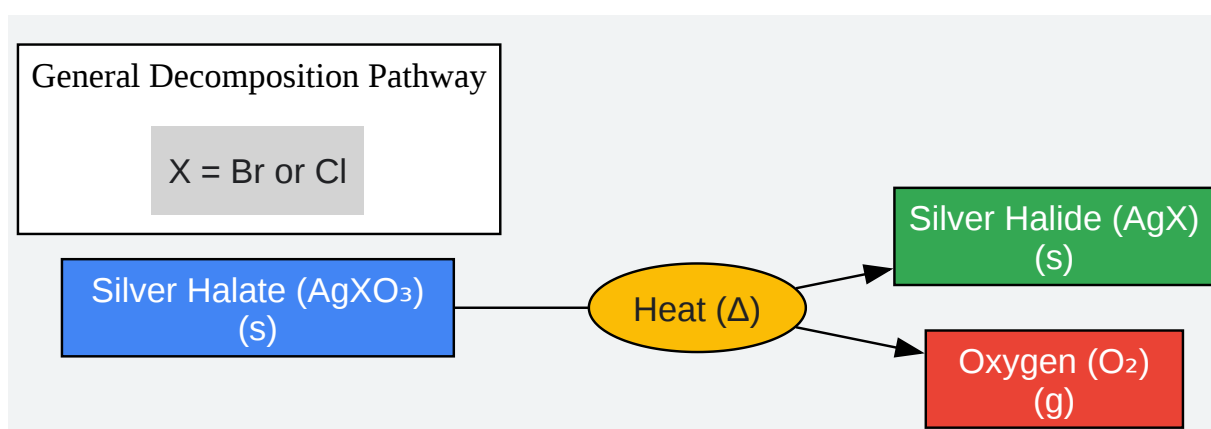 General Decomposition Pathway
X = Br or Cl
Silver Halate (AgXO₃)
(s)
Heat (Δ)
Silver Halide (AgX)
(s)
Oxygen (O₂)
(g)